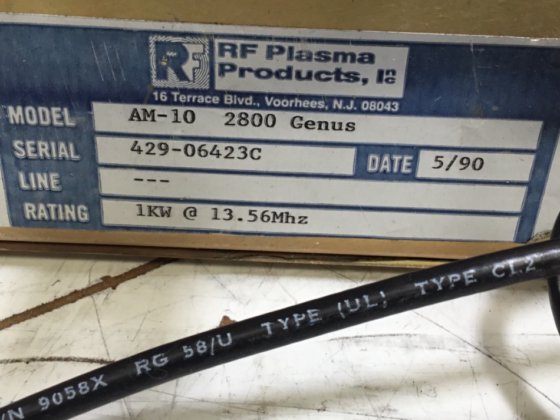 RF
RF Plasma
Products, Inc
16 Terrace Blvd., Voorhees, N.J. 08043
MODEL AM-10 2800 Genus
SERIAL 429-06423C DATE 5/90
LINE ---
RATING 1KW @ 13.56Mhz
/N 9058X RG 58/U TYPE (UL) TYPE CL2